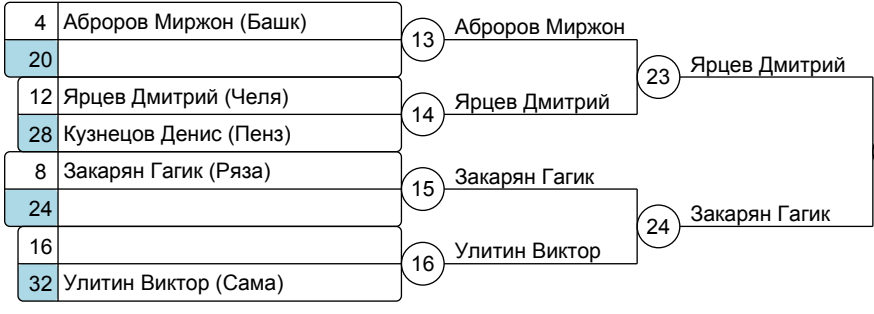 4 Аброров Миржон (Башк)
13 Аброров Миржон
20
23 Ярцев Дмитрий
12 Ярцев Дмитрий (Челя)
14 Ярцев Дмитрий
28 Кузнецов Денис (Пенз)
8 Закарян Гагик (Ряза)
15 Закарян Гагик
24
24 Закарян Гагик
16
16 Улитин Виктор
32 Улитин Виктор (Сама)